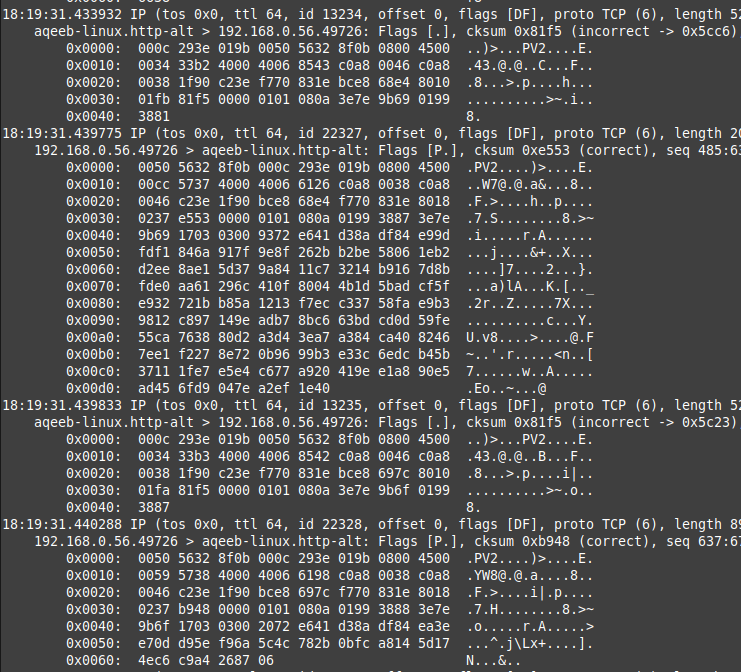 18:19:31.433932 IP (tos 0x0, ttl 64, id 13234, offset 0, flags [DF], proto TCP (6), length 52
aqeeb-linux.http-alt > 192.168.0.56.49726: Flags [.], cksum 0x81f5 (incorrect -> 0x5cc6)
0x0000:  000c 293e 019b 0050 5632 8f0b 0800 4500  ..)>...PV2....E.
0x0010:  0034 33b2 4000 4006 8543 c0a8 0046 c0a8  .43.@.@..C...F..
0x0020:  0038 1f90 c23e f770 831e bce8 68e4 8010  .8...>.p....h...
0x0030:  01fb 81f5 0000 0101 080a 3e7e 9b69 0199  ..........>~.i..
0x0040:  3881  8.
18:19:31.439775 IP (tos 0x0, ttl 64, id 22327, offset 0, flags [DF], proto TCP (6), length 20
192.168.0.56.49726 > aqeeb-linux.http-alt: Flags [P.], cksum 0xe553 (correct), seq 485:63
0x0000:  0050 5632 8f0b 000c 293e 019b 0800 4500  .PV2....)>....E.
0x0010:  00cc 5737 4000 4006 6126 c0a8 0038 c0a8  ..W7@.@.a&...8..
0x0020:  0046 c23e 1f90 bce8 68e4 f770 831e 8018  .F.>....h..p....
0x0030:  0237 e553 0000 0101 080a 0199 3887 3e7e  .7.S........8.>~
0x0040:  9b69 1703 0300 9372 e641 d38a df84 e99d  .i.....r.A......
0x0050:  fdf1 846a 917f 9e8f 262b b2be 5806 1eb2  ...j....&+..X...
0x0060:  d2ee 8ae1 5d37 9a84 11c7 3214 b916 7d8b  ....]7....2...}.
0x0070:  fde0 aa61 296c 410f 8004 4b1d 5bad cf5f  ...a)lA...K.[.._
0x0080:  e932 721b b85a 1213 f7ec c337 58fa e9b3  .2r..Z.....7X...
0x0090:  9812 c897 149e adb7 8bc6 63bd cd0d 59fe  ..........c...Y.
0x00a0:  55ca 7638 80d2 a3d4 3ea7 a384 ca40 8246  U.v8....>....@.F
0x00b0:  7ee1 f227 8e72 0b96 99b3 e33c 6edc b45b  ~..'.r.....<n..[
0x00c0:  3711 1fe7 e5e4 c677 a920 419e e1a8 90e5  7......w..A.....
0x00d0:  ad45 6fd9 047e a2ef 1e40  .Eo..~...@
18:19:31.439833 IP (tos 0x0, ttl 64, id 13235, offset 0, flags [DF], proto TCP (6), length 52
aqeeb-linux.http-alt > 192.168.0.56.49726: Flags [.], cksum 0x81f5 (incorrect -> 0x5c23)
0x0000:  000c 293e 019b 0050 5632 8f0b 0800 4500  ..)>...PV2....E.
0x0010:  0034 33b3 4000 4006 8542 c0a8 0046 c0a8  .43.@.@..B...F..
0x0020:  0038 1f90 c23e f770 831e bce8 697c 8010  .8...>.p....i|..
0x0030:  01fa 81f5 0000 0101 080a 3e7e 9b6f 0199  ..........>~.o..
0x0040:  3887  8.
18:19:31.440288 IP (tos 0x0, ttl 64, id 22328, offset 0, flags [DF], proto TCP (6), length 89
192.168.0.56.49726 > aqeeb-linux.http-alt: Flags [P.], cksum 0xb948 (correct), seq 637:67
0x0000:  0050 5632 8f0b 000c 293e 019b 0800 4500  .PV2....)>....E.
0x0010:  0059 5738 4000 4006 6198 c0a8 0038 c0a8  .YW8@.@.a....8..
0x0020:  0046 c23e 1f90 bce8 697c f770 831e 8018  .F.>....i|.p....
0x0030:  0237 b948 0000 0101 080a 0199 3888 3e7e  .7.H........8.>~
0x0040:  9b6f 1703 0300 2072 e641 d38a df84 ea3e  .o.....r.A.....>
0x0050:  e70d d95e f96a 5c4c 782b 0bfc a814 5d17  ...^.j\Lx+....].
0x0060:  4ec6 c9a4 2687 06  N...&..